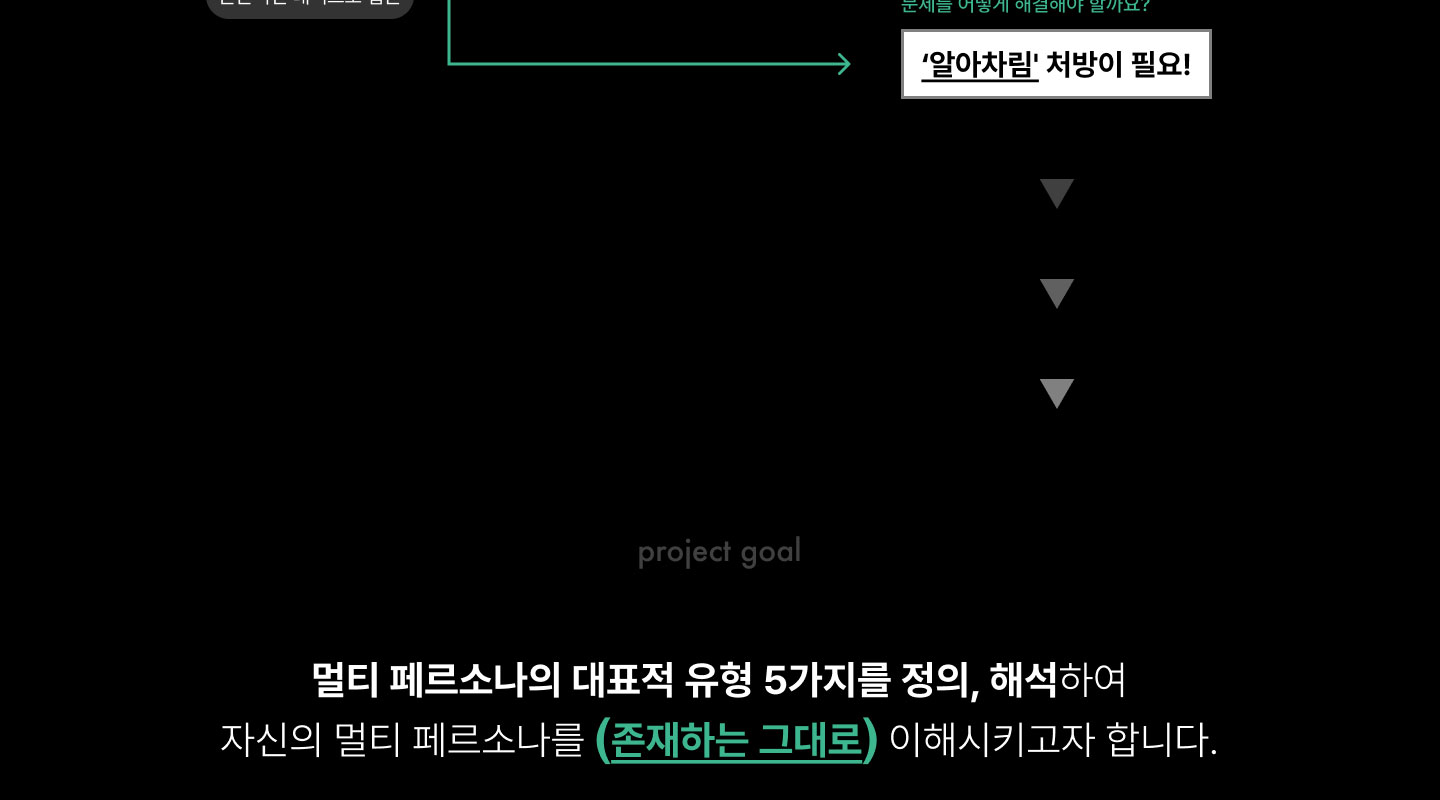 문제를 어떻게 해결해야 할까요?
‘알아차림' 처방이 필요!
project goal
멀티 페르소나의 대표적 유형 5가지를 정의, 해석하여
자신의 멀티 페르소나를 (존재하는 그대로) 이해시키고자 합니다.